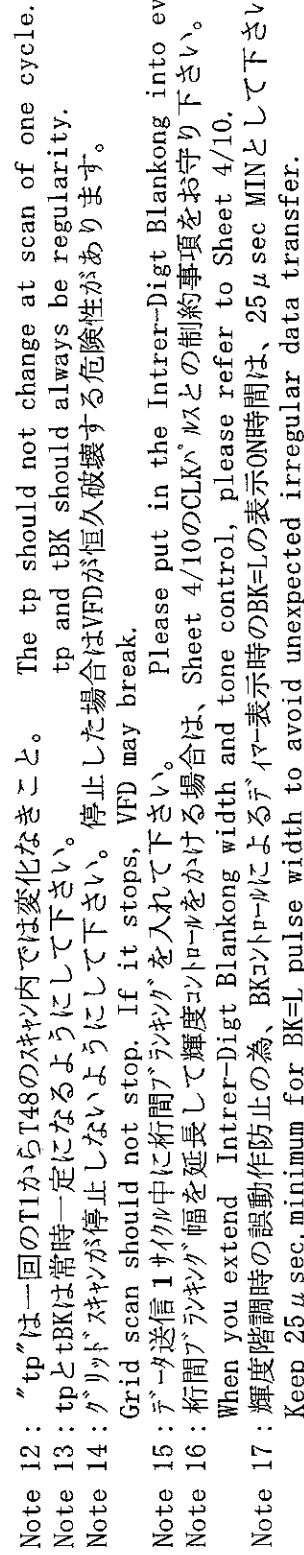 Note 12："tp"は一回のT1からT48のｽｷｬﾝ内では変化なきこと。 The tp should not change at scan of one cycle.
Note 13：tpとtBKは常時一定になるようにして下さい。 tp and tBK should always be regularity.
Note 14：ｸﾞﾘｯﾄﾞｽｷｬﾝが停止しないようにして下さい。停止した場合はVFDが恒久破壊する危険性があります。
Grid scan should not stop. If it stops, VFD may break.
Note 15：ﾃﾞｰﾀ送信１ｻｲｸﾙ中に桁間ﾌﾞﾗﾝｷﾝｸﾞを入れて下さい。 Please put in the Intrer-Digt Blankong into ev
Note 16：桁間ﾌﾞﾗﾝｷﾝｸﾞ幅を延長して輝度ｺﾝﾄﾛｰﾙをかける場合は、Sheet 4/10のCLKﾊﾟﾙｽとの制約事項をお守り下さい。
When you extend Intrer-Digt Blankong width and tone control, please refer to Sheet 4/10.
Note 17：輝度階調時の誤動作防止の為、BKｺﾝﾄﾛｰﾙによるﾃﾞｨﾏｰ表示時のBK=Lの表示ON時間は、25μsec MINとして下さい
Keep 25μsec.minimum for BK=L pulse width to avoid unexpected irregular data transfer.